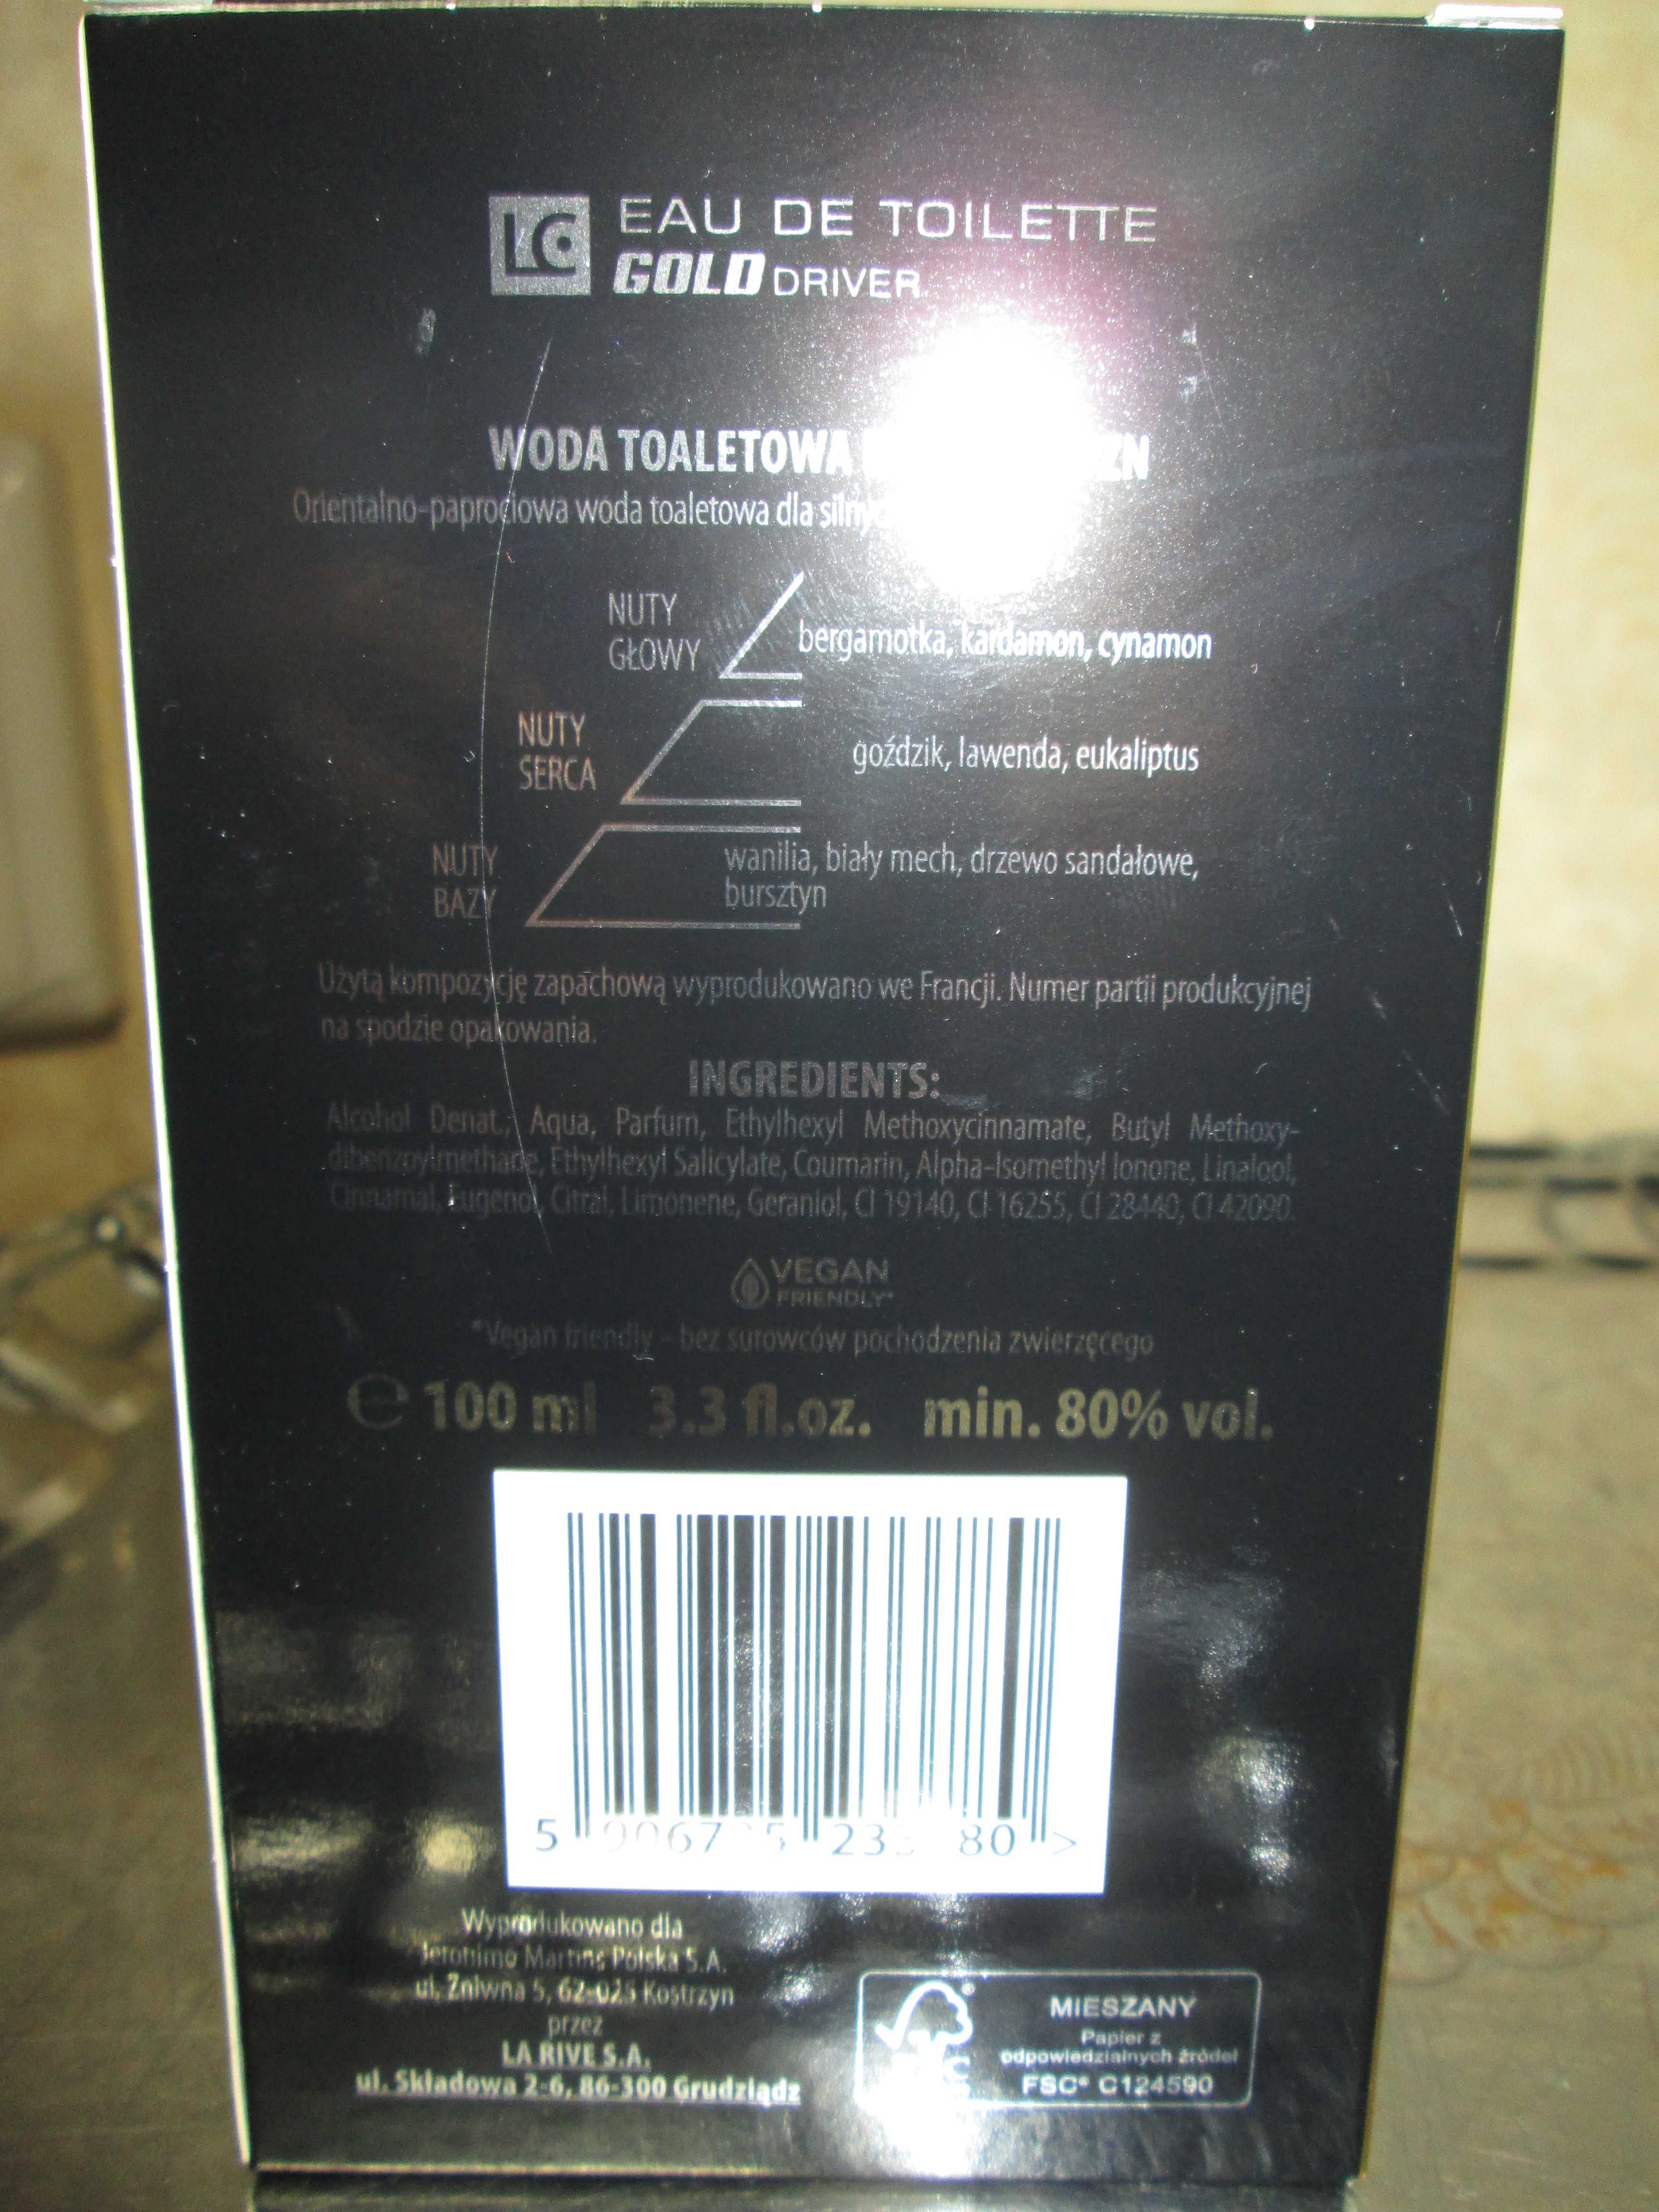 LC EAU DE TOILETTE
GOLD DRIVER
WODA TOALETOWA
Orientalno-paprociowa woda toaletowa dla
NUTY
GŁOWY
bergamotka, kardamon, cynamon
NUTY
SERCA
goździk, lawenda, eukaliptus
NUTY
BAZY
wanilia, biały mech, drzewo sandałowe,
bursztyn
Użytą kompozycję zapachową wyprodukowano we Francji. Numer partii produkcyjnej
na spodzie opakowania.
INGREDIENTS:
Alcohol Denat., Aqua, Parfum, Ethylhexyl Methoxycinnamate, Butyl Methoxy-
dibenzoylmethane, Ethylhexyl Salicylate, Coumarin, Alpha-Isomethyl Ionone, Linalool,
Cinnamal, Eugenol, Citral, Limonene, Geraniol, CI 19140, CI 16255, CI 28440, CI 42090.
VEGAN
FRIENDLY*
*Vegan friendly – bez surowców pochodzenia zwierzęcego
℮ 100 ml 3.3 fl.oz. min. 80% vol.
5
Wyprodukowano dla
Jeronimo Martins Polska S.A.
ul. Żniwna 5, 62-025 Kostrzyn
przez
LA RIVE S.A.
ul. Składowa 2-6, 86-300 Grudziądz
MIESZANY
Papier z
odpowiedzialnych źródeł
FSC® C124590